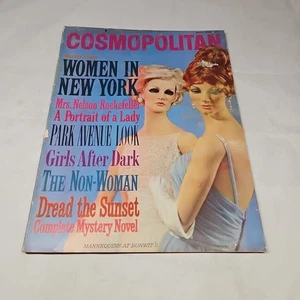 COSMOPOLITAN
WOMEN IN
NEW YORK
Mrs. Nelson Rockefeller
A Portrait of a Lady
PARK AVENUE LOOK
Girls After Dark
THE NON-WOMAN
Dread the Sunset
Complete Mystery Novel
MANNEQUINS AT BONWIT